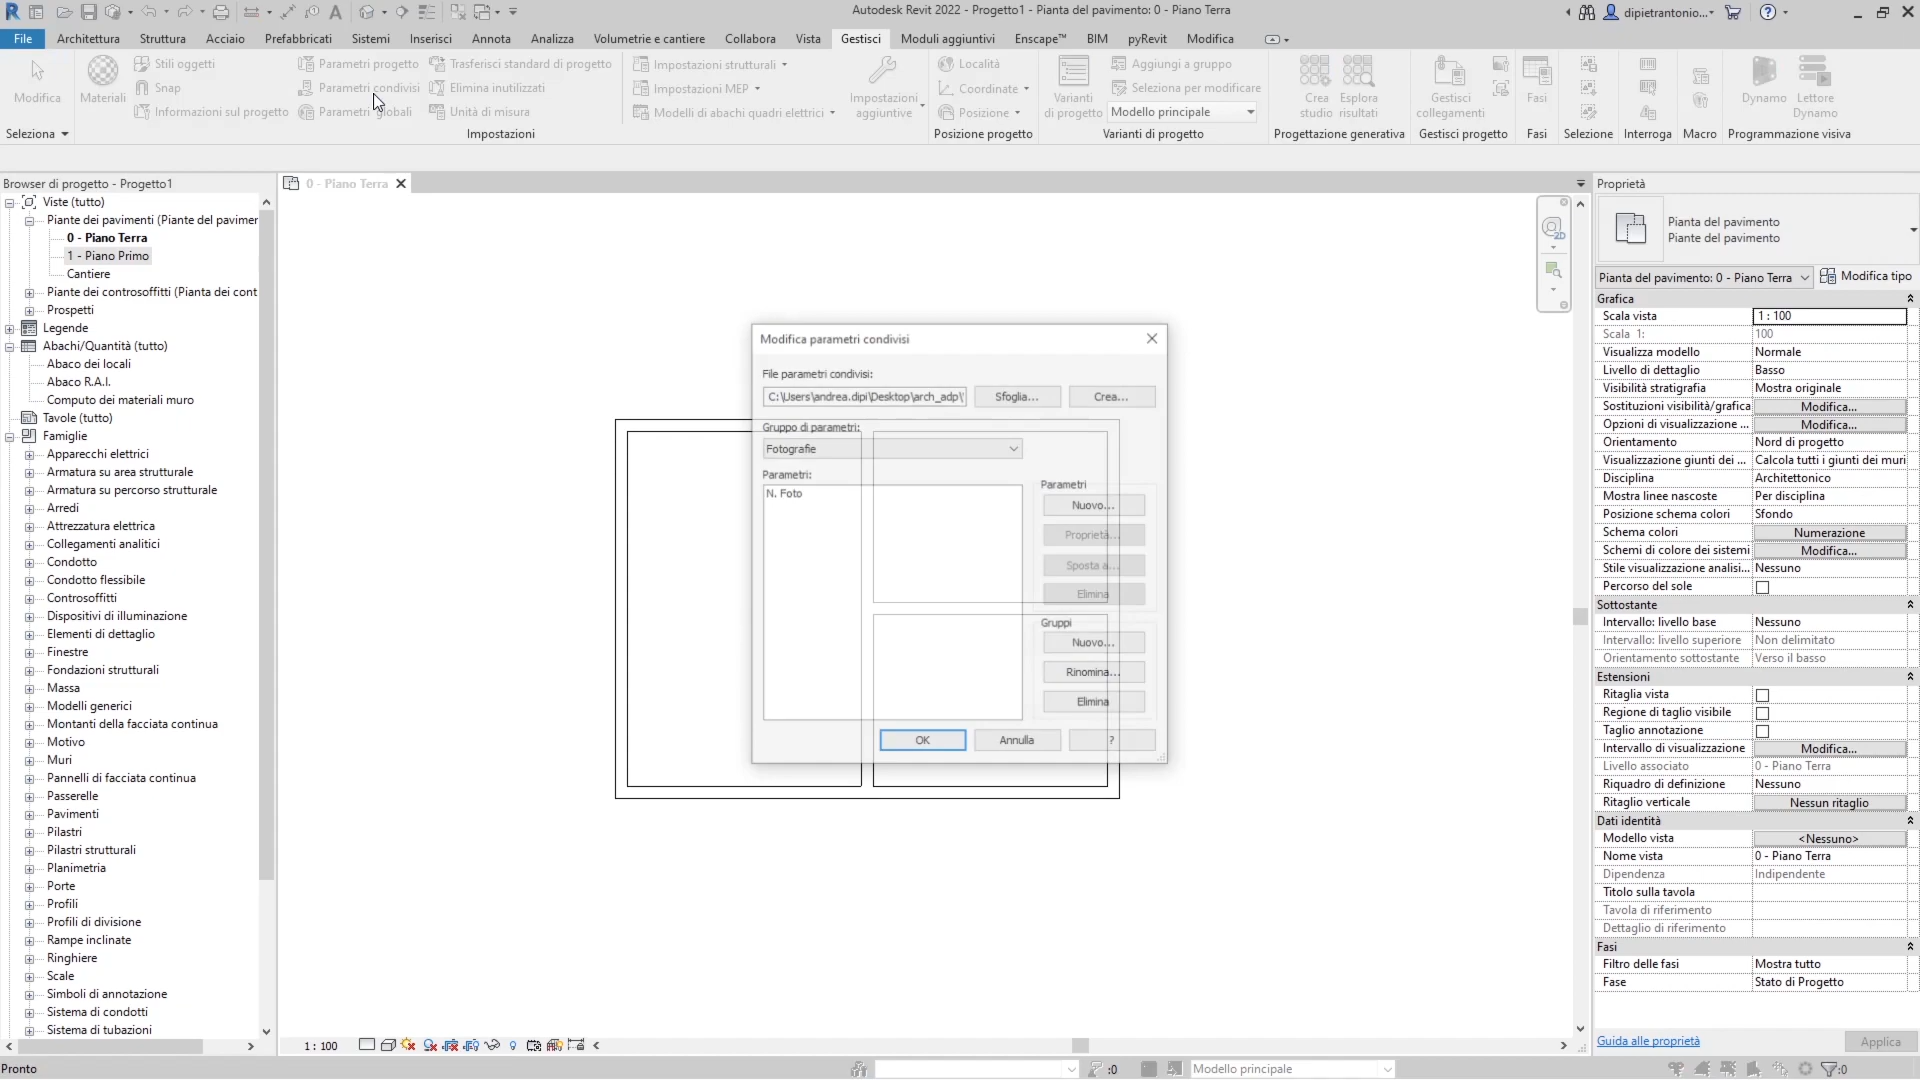 Autodesk Revit 2022 - Progetto1 - Pianta del pavimento: 0 - Piano Terra
dipietrantonio...
File Architettura Struttura Acciaio Prefabbricati Sistemi Inserisci Annota Analizza Volumetrie e cantiere Collabora Vista Gestisci Moduli aggiuntivi Enscape™ BIM pyRevit Modifica
Modifica
Materiali
Stili oggetti
Snap
Informazioni sul progetto
Parametri progetto
Parametri condivisi
Parametri globali
Trasferisci standard di progetto
Elimina inutilizzati
Unità di misura
Impostazioni strutturali
Impostazioni MEP
Modelli di abachi quadri elettrici
Impostazioni aggiuntive
Località
Coordinate
Posizione
Varianti di progetto
Aggiungi a gruppo
Seleziona per modificare
Modello principale
Crea studio
Esplora risultati
Gestisci collegamenti
Fasi
Dynamo
Lettore Dynamo
Seleziona Impostazioni Posizione progetto Varianti di progetto Progettazione generativa Gestisci progetto Fasi Selezione Interroga Macro Programmazione visiva
Browser di progetto - Progetto1
Viste (tutto)
Piante dei pavimenti (Piante del pavimer
0 - Piano Terra
1 - Piano Primo
Cantiere
Piante dei controsoffitti (Pianta dei cont
Prospetti
Legende
Abachi/Quantità (tutto)
Abaco dei locali
Abaco R.A.I.
Computo dei materiali muro
Tavole (tutto)
Famiglie
Apparecchi elettrici
Armatura su area strutturale
Armatura su percorso strutturale
Arredi
Attrezzatura elettrica
Collegamenti analitici
Condotto
Condotto flessibile
Controsoffitti
Dispositivi di illuminazione
Elementi di dettaglio
Finestre
Fondazioni strutturali
Massa
Modelli generici
Montanti della facciata continua
Motivo
Muri
Pannelli di facciata continua
Passerelle
Pavimenti
Pilastri
Pilastri strutturali
Planimetria
Porte
Profili
Profili di divisione
Rampe inclinate
Ringhiere
Scale
Simboli di annotazione
Sistema di condotti
Sistema di tubazioni
0 - Piano Terra
2D
Modifica parametri condivisi
File parametri condivisi:
C:\Users\andrea.dipi\Desktop\arch_adp\
Sfoglia...
Crea...
Gruppo di parametri:
Fotografie
Parametri:
N. Foto
Parametri
Nuovo...
Proprietà...
Sposta a...
Elimina
Gruppi
Nuovo...
Rinomina...
Elimina
OK
Annulla
?
Proprietà
Pianta del pavimento
Piante del pavimento
Pianta del pavimento: 0 - Piano Terra
Modifica tipo
Grafica
Scala vista 1 : 100
Scala 1: 100
Visualizza modello Normale
Livello di dettaglio Basso
Visibilità stratigrafia Mostra originale
Sostituzioni visibilità/grafica Modifica...
Opzioni di visualizzazione ... Modifica...
Orientamento Nord di progetto
Visualizzazione giunti dei ... Calcola tutti i giunti dei muri
Disciplina Architettonico
Mostra linee nascoste Per disciplina
Posizione schema colori Sfondo
Schema colori Numerazione
Schemi di colore dei sistemi Modifica...
Stile visualizzazione analisi... Nessuno
Percorso del sole
Sottostante
Intervallo: livello base Nessuno
Intervallo: livello superiore Non delimitato
Orientamento sottostante Verso il basso
Estensioni
Ritaglia vista
Regione di taglio visibile
Taglio annotazione
Intervallo di visualizzazione Modifica...
Livello associato 0 - Piano Terra
Riquadro di definizione Nessuno
Ritaglio verticale Nessun ritaglio
Dati identità
Modello vista <Nessuno>
Nome vista 0 - Piano Terra
Dipendenza Indipendente
Titolo sulla tavola
Tavola di riferimento
Dettaglio di riferimento
Fasi
Filtro delle fasi Mostra tutto
Fase Stato di Progetto
Guida alle proprietà
Applica
1 : 100
Pronto
:0
Modello principale
:0